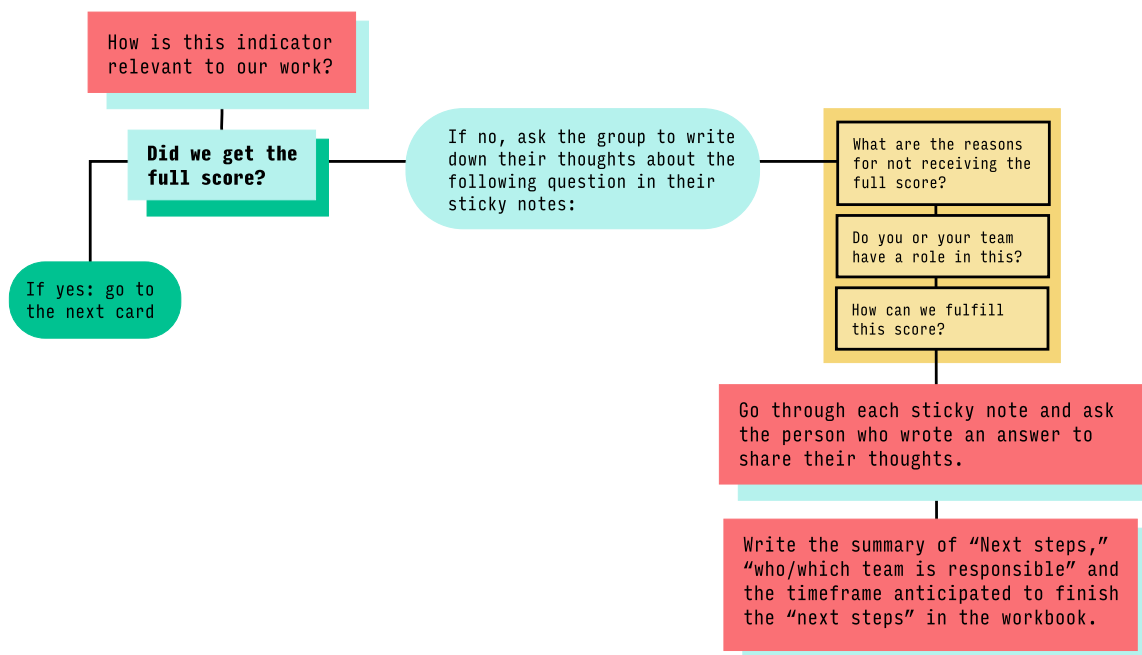 How is this indicator
relevant to our work?
Did we get the
full score?
If yes: go to
the next card
If no, ask the group to write
down their thoughts about the
following question in their
sticky notes:
What are the reasons
for not receiving the
full score?
Do you or your team
have a role in this?
How can we fulfill
this score?
Go through each sticky note and ask
the person who wrote an answer to
share their thoughts.
Write the summary of “Next steps,”
“who/which team is responsible” and
the timeframe anticipated to finish
the “next steps” in the workbook.